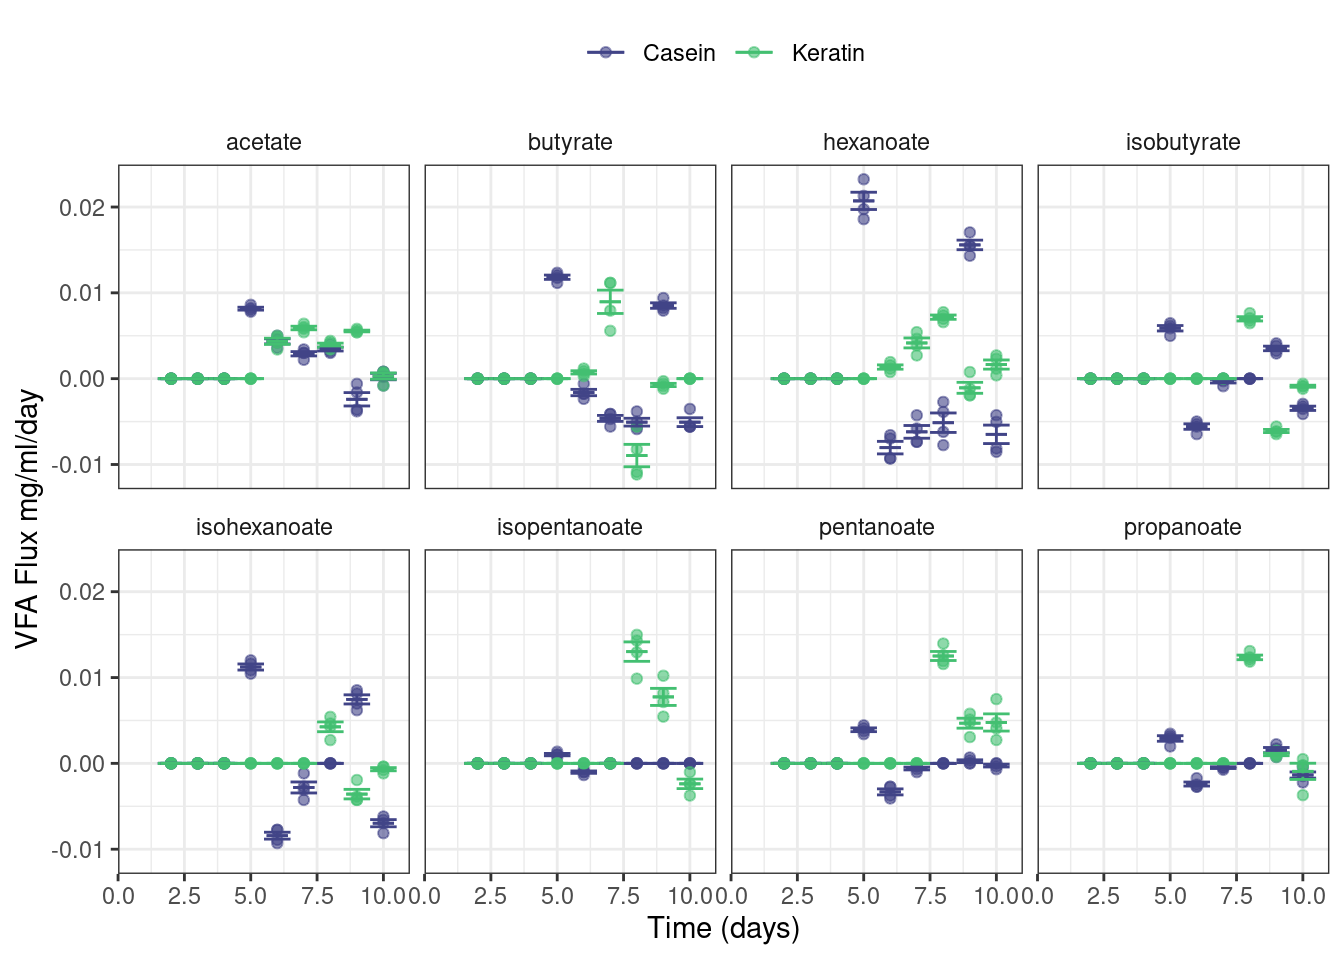 Casein Keratin
acetate butyrate hexanoate isobutyrate
0.02
0.01
0.00
-0.01
VFA Flux mg/ml/day
isohexanoate isopentanoate pentanoate propanoate
0.02
0.01
0.00
-0.01
0.0 2.5 5.0 7.5 10.0 0.0 2.5 5.0 7.5 10.0 0.0 2.5 5.0 7.5 10.0 0.0 2.5 5.0 7.5 10.0
Time (days)